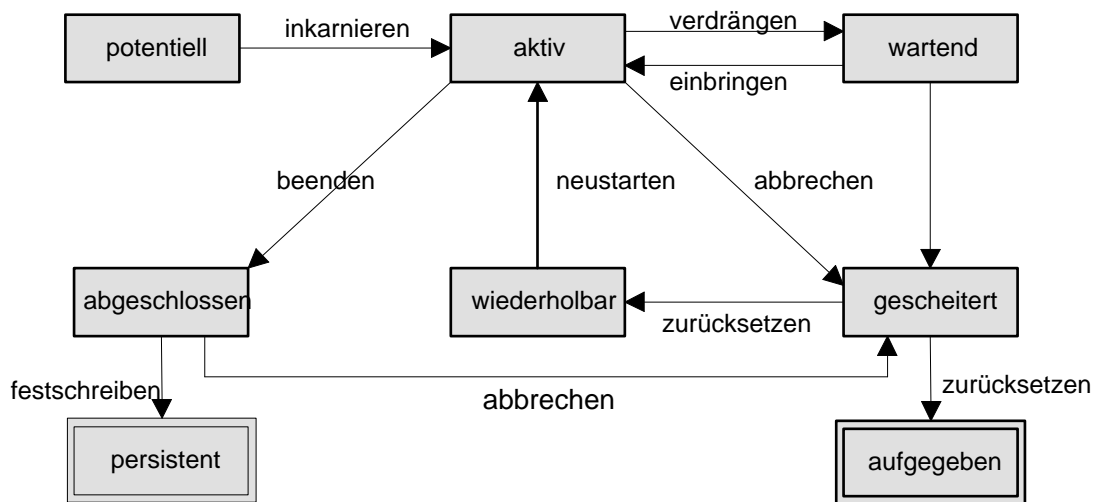 potentiell
inkarnieren
aktiv
verdrängen
wartend
einbringen
beenden
neustarten
abbrechen
abgeschlossen
wiederholbar
gescheitert
zurücksetzen
festschreiben
abbrechen
zurücksetzen
persistent
aufgegeben